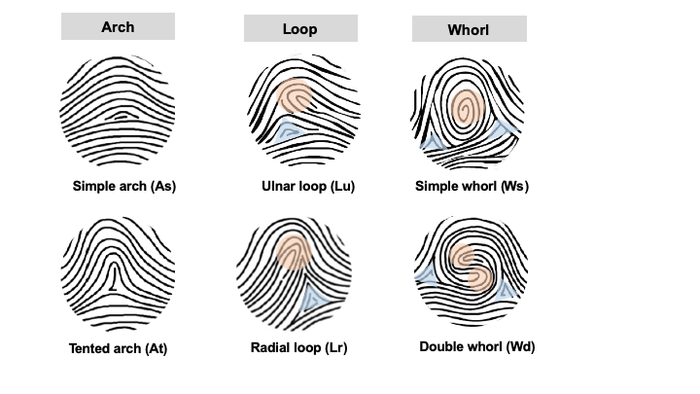 Arch
Loop
Whorl
Simple arch (As)
Ulnar loop (Lu)
Simple whorl (Ws)
Tented arch (At)
Radial loop (Lr)
Double whorl (Wd)